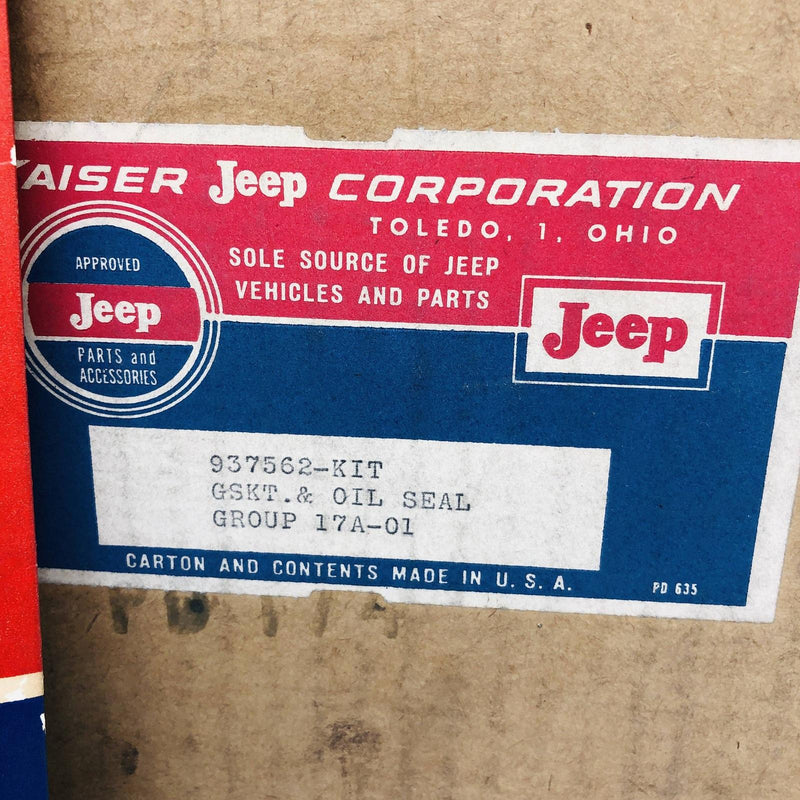 KAISER Jeep CORPORATION
TOLEDO, 1, OHIO
SOLE SOURCE OF JEEP
VEHICLES AND PARTS
APPROVED
Jeep
PARTS and
ACCESSORIES
Jeep
937562-KIT
GSKT.& OIL SEAL
GROUP 17A-01
CARTON AND CONTENTS MADE IN U. S. A.
PD 635